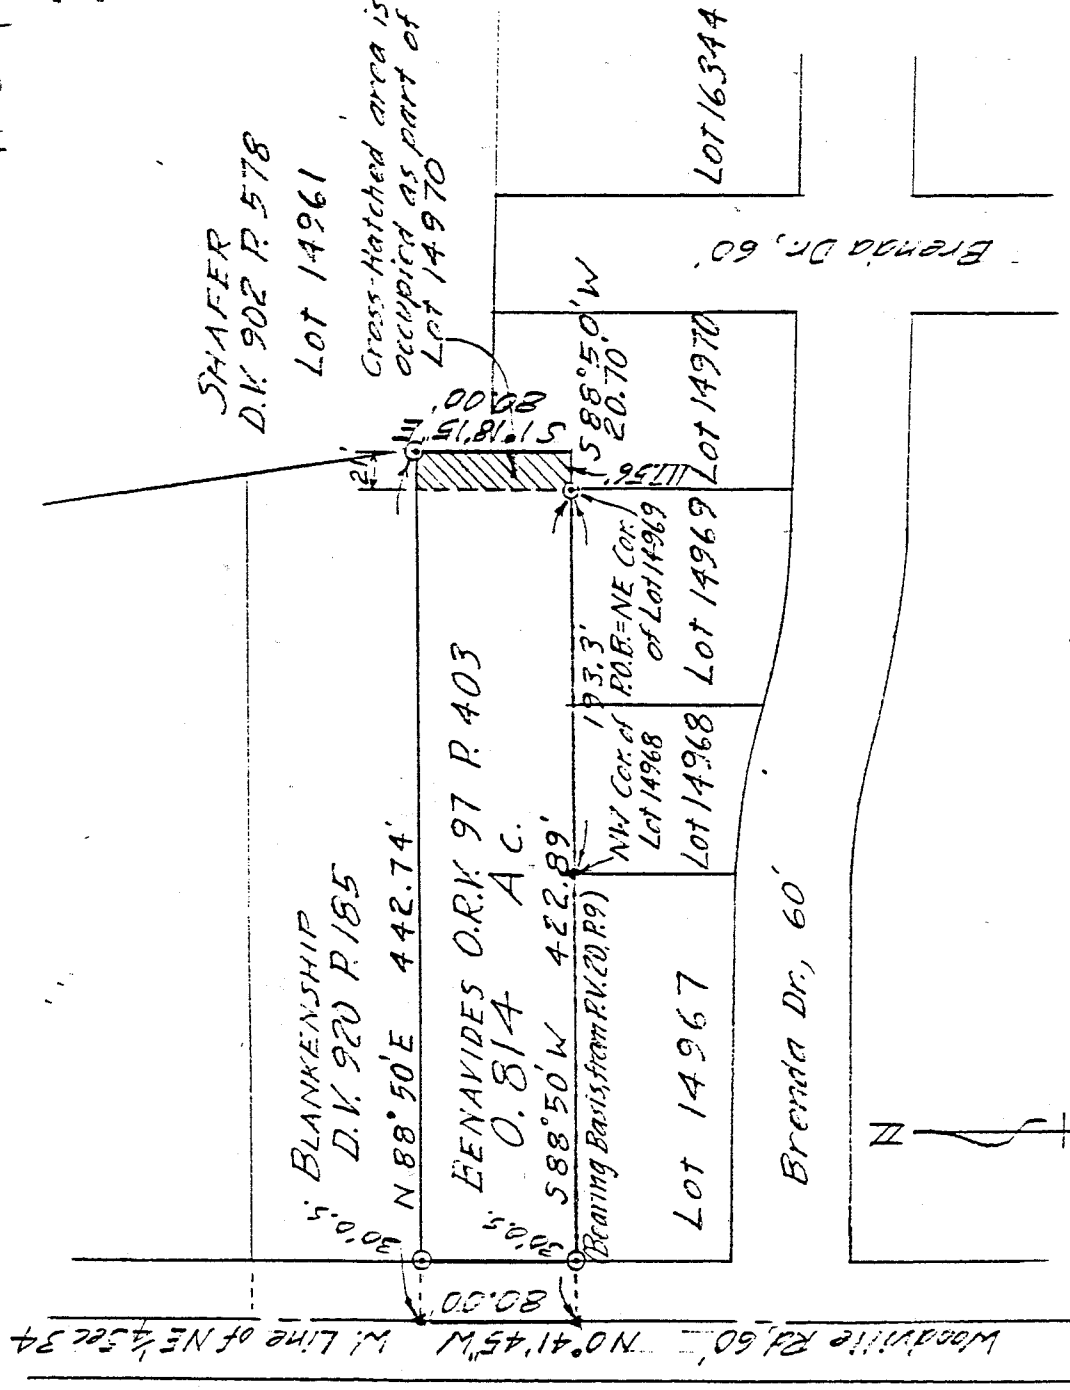 SHAFER
D.V. 902 P. 578
Lot 14961
Cross-Hatched area is
occupied as part of
Lot 14970
BLANKENSHIP
D.V. 920 P. 185
N 88° 50' E 442.74'
21'
S 1° 18' 15" E
80.00'
EENAVIDES O.R.V. 97 P. 403
0.814 AC.
S 88° 50' W 422.89'
(Bearing Basis, from P.V. 20, P. 9)
S 88° 50' W
20.70'
111.56'
193.3'
P.O.B. = NE Cor.
of Lot 14969
NW Cor. of
Lot 14968
30.0'
30.0'
80.00'
Lot 14967
Lot 14968
Lot 14969
Lot 14970
Lot 16344
Brenda Dr., 60'
Brenda Dr., 60'
Woodville Rd, 60' N 0° 41' 45" W W. Line of NE ¼ Sec 34